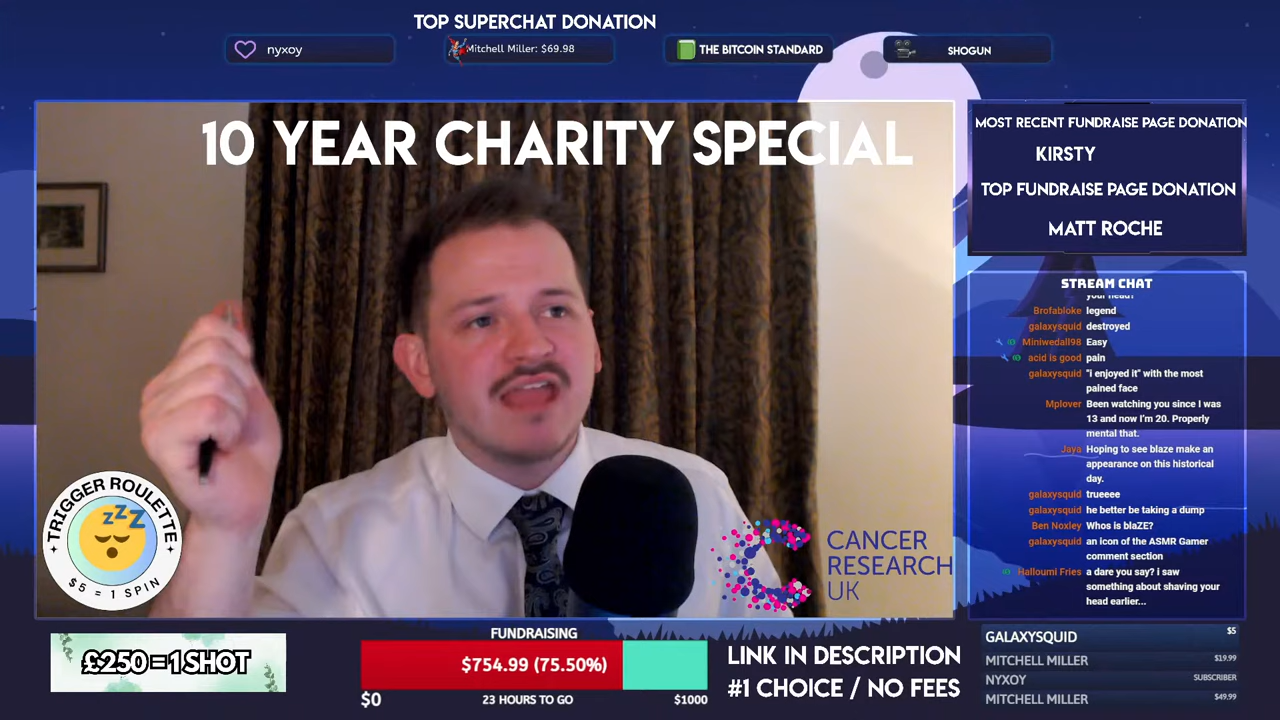 TOP SUPERCHAT DONATION
nyxoy
Mitchell Miller: $69.98
THE BITCOIN STANDARD
SHOGUN
10 YEAR CHARITY SPECIAL
MOST RECENT FUNDRAISE PAGE DONATION
KIRSTY
TOP FUNDRAISE PAGE DONATION
MATT ROCHE
STREAM CHAT
your head?
Brofabloke legend
galaxysquid destroyed
Miniwedall98 Easy
acid is good pain
galaxysquid "i enjoyed it" with the most
pained face
Mplover Been watching you since I was
13 and now I'm 20. Properly
mental that.
Jaya Hoping to see blaze make an
appearance on this historical
day.
galaxysquid trueeee
galaxysquid he better be taking a dump
Ben Noxley Whos is blaZE?
galaxysquid an icon of the ASMR Gamer
comment section
Halloumi Fries a dare you say? i saw
something about shaving your
head earlier...
TRIGGER ROULETTE
zzz
$5 = 1 SPIN
CANCER
RESEARCH
UK
£250 = 1 SHOT
FUNDRAISING
$754.99 (75.50%)
$0
23 HOURS TO GO
$1000
LINK IN DESCRIPTION
#1 CHOICE / NO FEES
GALAXYSQUID $5
MITCHELL MILLER $19.99
NYXOY SUBSCRIBER
MITCHELL MILLER $49.99